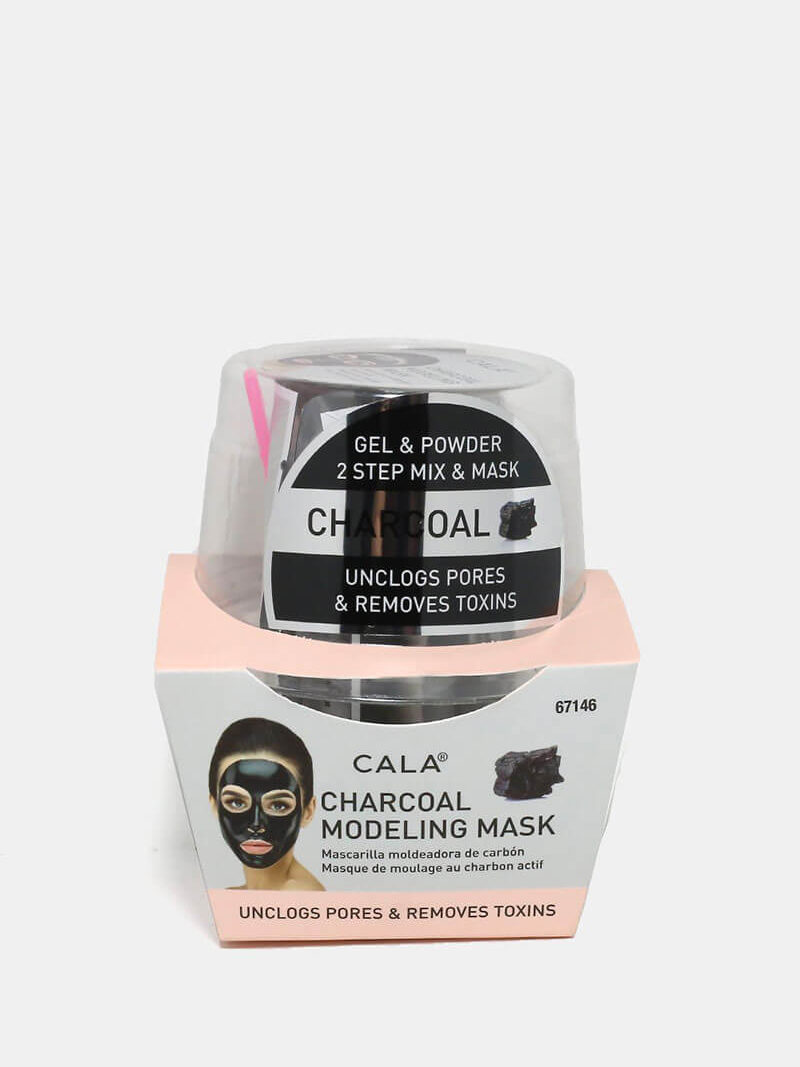 CALA
GEL & POWDER
2 STEP MIX & MASK
CHARCOAL
UNCLOGS PORES
& REMOVES TOXINS
67146
CALA®
CHARCOAL
MODELING MASK
Mascarilla moldeadora de carbón
Masque de moulage au charbon actif
UNCLOGS PORES & REMOVES TOXINS